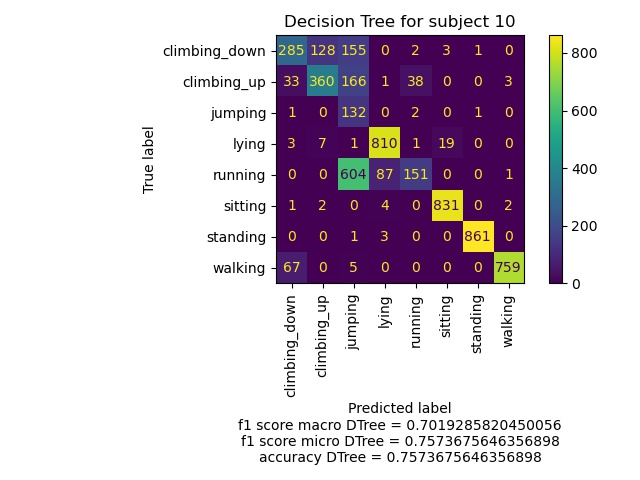 Decision Tree for subject 10
climbing_down 285 128 155 0 2 3 1 0
climbing_up 33 360 166 1 38 0 0 3
jumping 1 0 132 0 2 0 1 0
lying 3 7 1 810 1 19 0 0
running 0 0 604 87 151 0 0 1
sitting 1 2 0 4 0 831 0 2
standing 0 0 1 3 0 0 861 0
walking 67 0 5 0 0 0 0 759
True label
800
600
400
200
0
climbing_down
climbing_up
jumping
lying
running
sitting
standing
walking
Predicted label
f1 score macro DTree = 0.7019285820450056
f1 score micro DTree = 0.7573675646356898
accuracy DTree = 0.7573675646356898